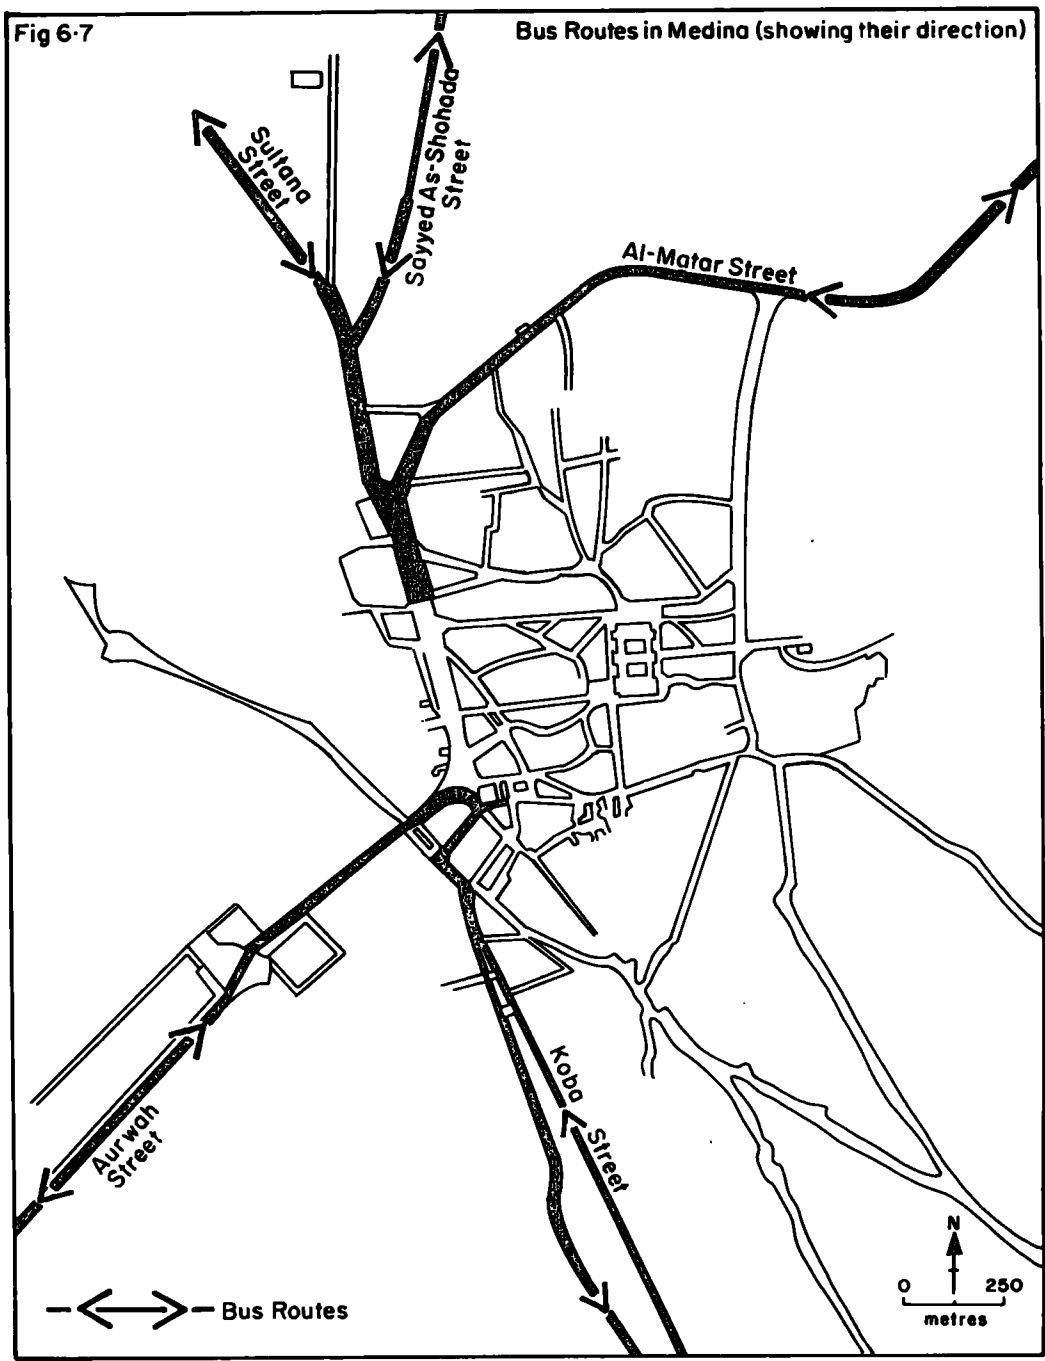 Fig 6·7
Bus Routes in Medina (showing their direction)
Sultana
Street
Sayyed As-Shohada
Street
Al-Matar Street
Koba
Street
Aurwah
Street
N
0 250
metres
Bus Routes